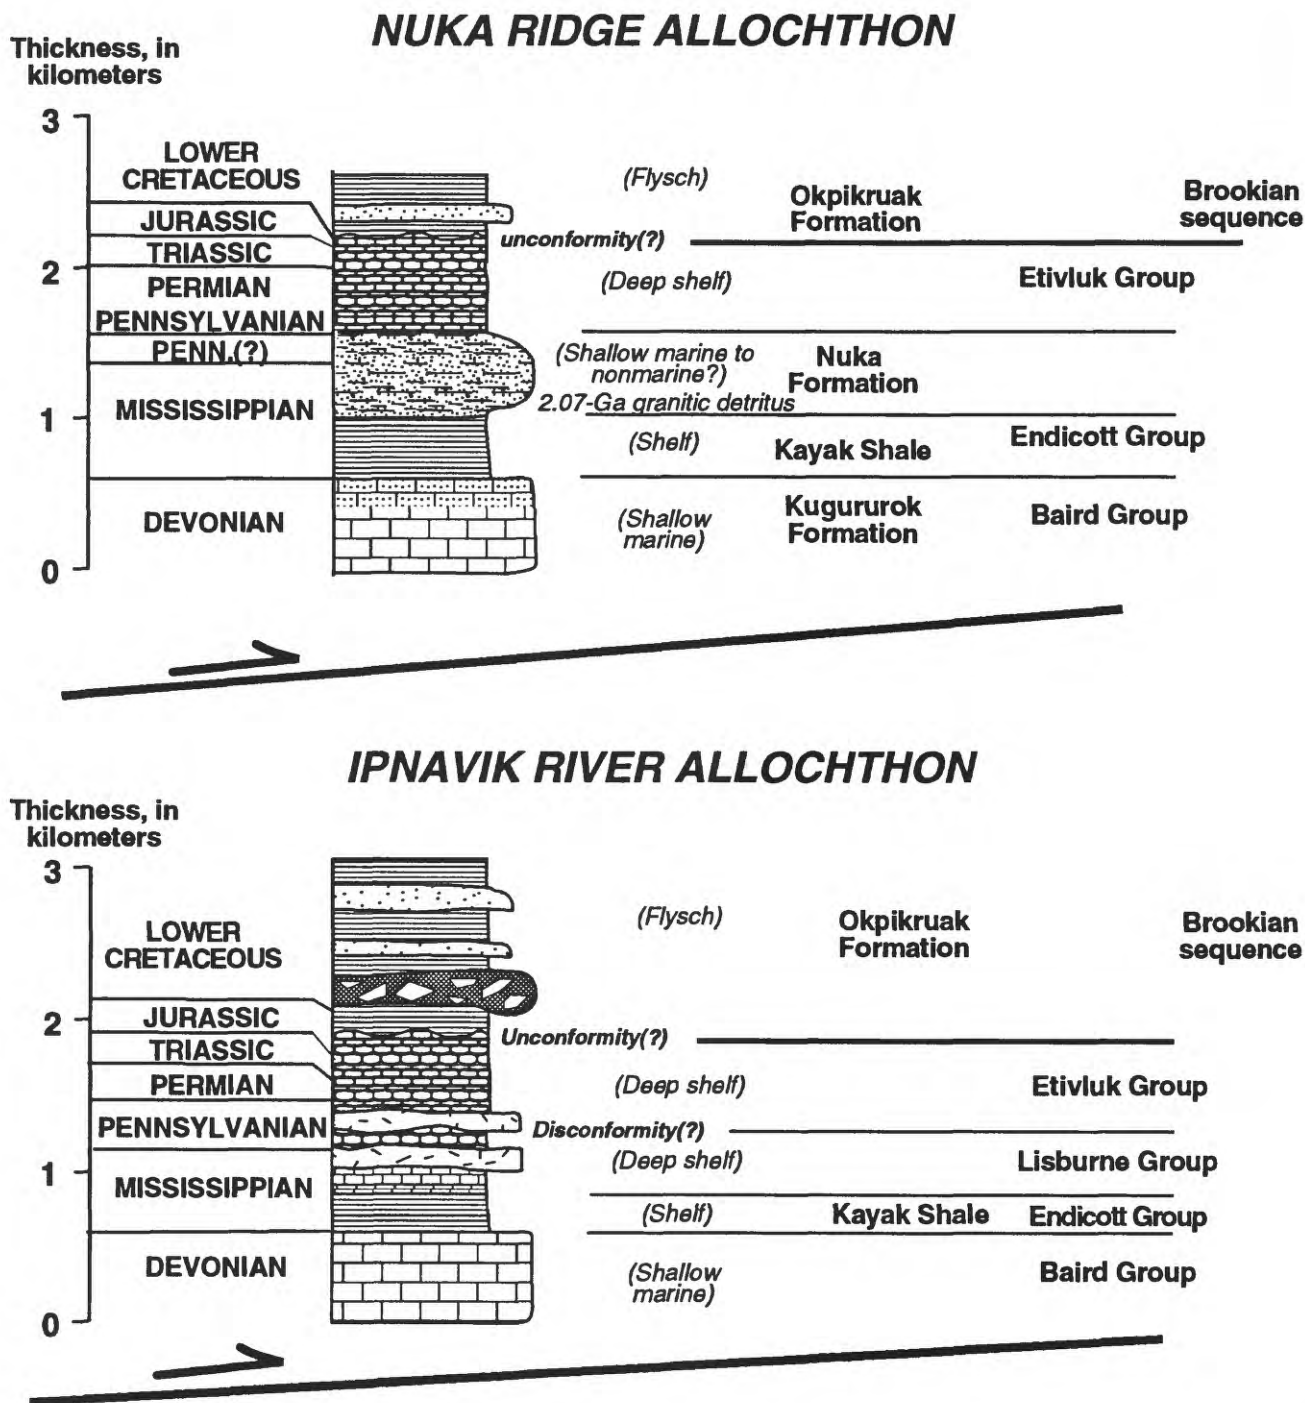 NUKA RIDGE ALLOCHTHON
Thickness, in
kilometers
3
2
1
0
LOWER
CRETACEOUS
JURASSIC
TRIASSIC
PERMIAN
PENNSYLVANIAN
PENN.(?)
MISSISSIPPIAN
DEVONIAN
(Flysch)
Okpikruak
Formation
Brookian
sequence
unconformity(?)
(Deep shelf)
Etivluk Group
(Shallow marine to
nonmarine?)
Nuka
Formation
2.07-Ga granitic detritus
(Shelf)
Kayak Shale
Endicott Group
(Shallow
marine)
Kugururok
Formation
Baird Group
IPNAVIK RIVER ALLOCHTHON
Thickness, in
kilometers
3
2
1
0
LOWER
CRETACEOUS
JURASSIC
TRIASSIC
PERMIAN
PENNSYLVANIAN
MISSISSIPPIAN
DEVONIAN
(Flysch)
Okpikruak
Formation
Brookian
sequence
Unconformity(?)
(Deep shelf)
Etivluk Group
Disconformity(?)
(Deep shelf)
Lisburne Group
(Shelf)
Kayak Shale
Endicott Group
(Shallow
marine)
Baird Group